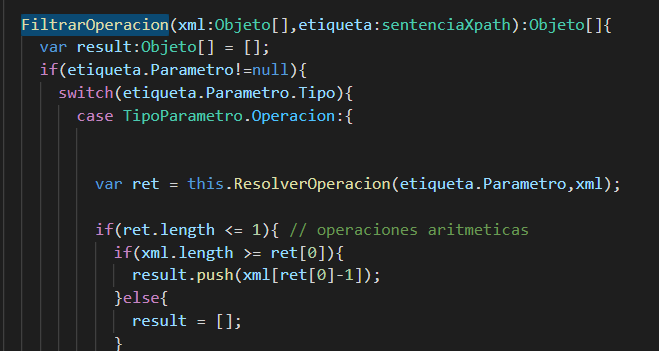 FiltrarOperacion(xml:Objeto[],etiqueta:sentenciaXpath):Objeto[]{
var result:Objeto[] = [];
if(etiqueta.Parametro!=null){
switch(etiqueta.Parametro.Tipo){
case TipoParametro.Operacion:{
var ret = this.ResolverOperacion(etiqueta.Parametro,xml);
if(ret.length <= 1){ // operaciones aritmeticas
if(xml.length >= ret[0]){
result.push(xml[ret[0]-1]);
}else{
result = [];
}